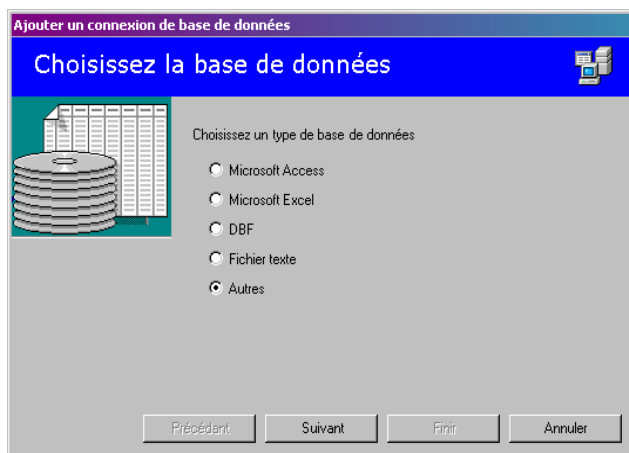 Ajouter un connexion de base de données
Choisissez la base de données
Choisissez un type de base de données
Microsoft Access
Microsoft Excel
DBF
Fichier texte
Autres
Précédant Suivant Finir Annuler